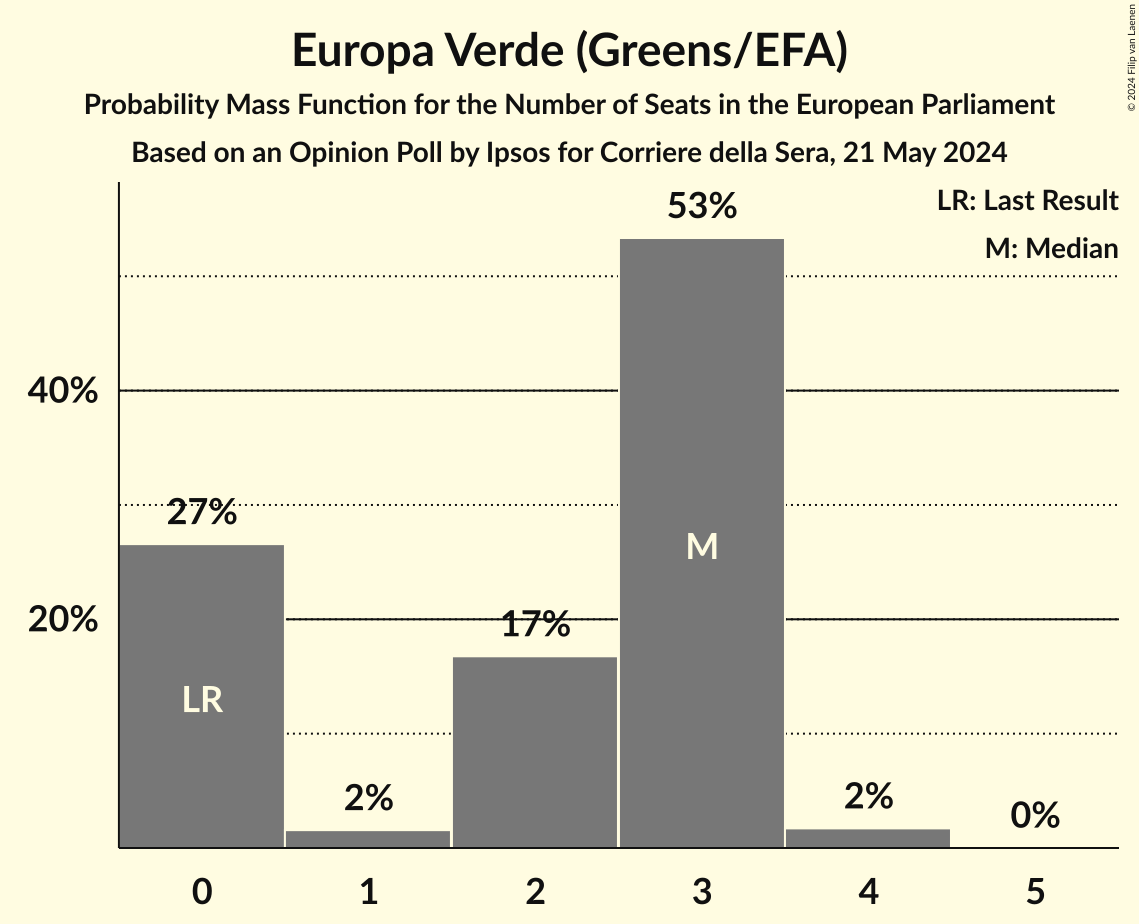 Europa Verde (Greens/EFA)
Probability Mass Function for the Number of Seats in the European Parliament
Based on an Opinion Poll by Ipsos for Corriere della Sera, 21 May 2024
© 2024 Filip van Laenen
LR: Last Result
M: Median
53%
40%
27%
M
20%
17%
LR
2%
2%
0%
0 1 2 3 4 5